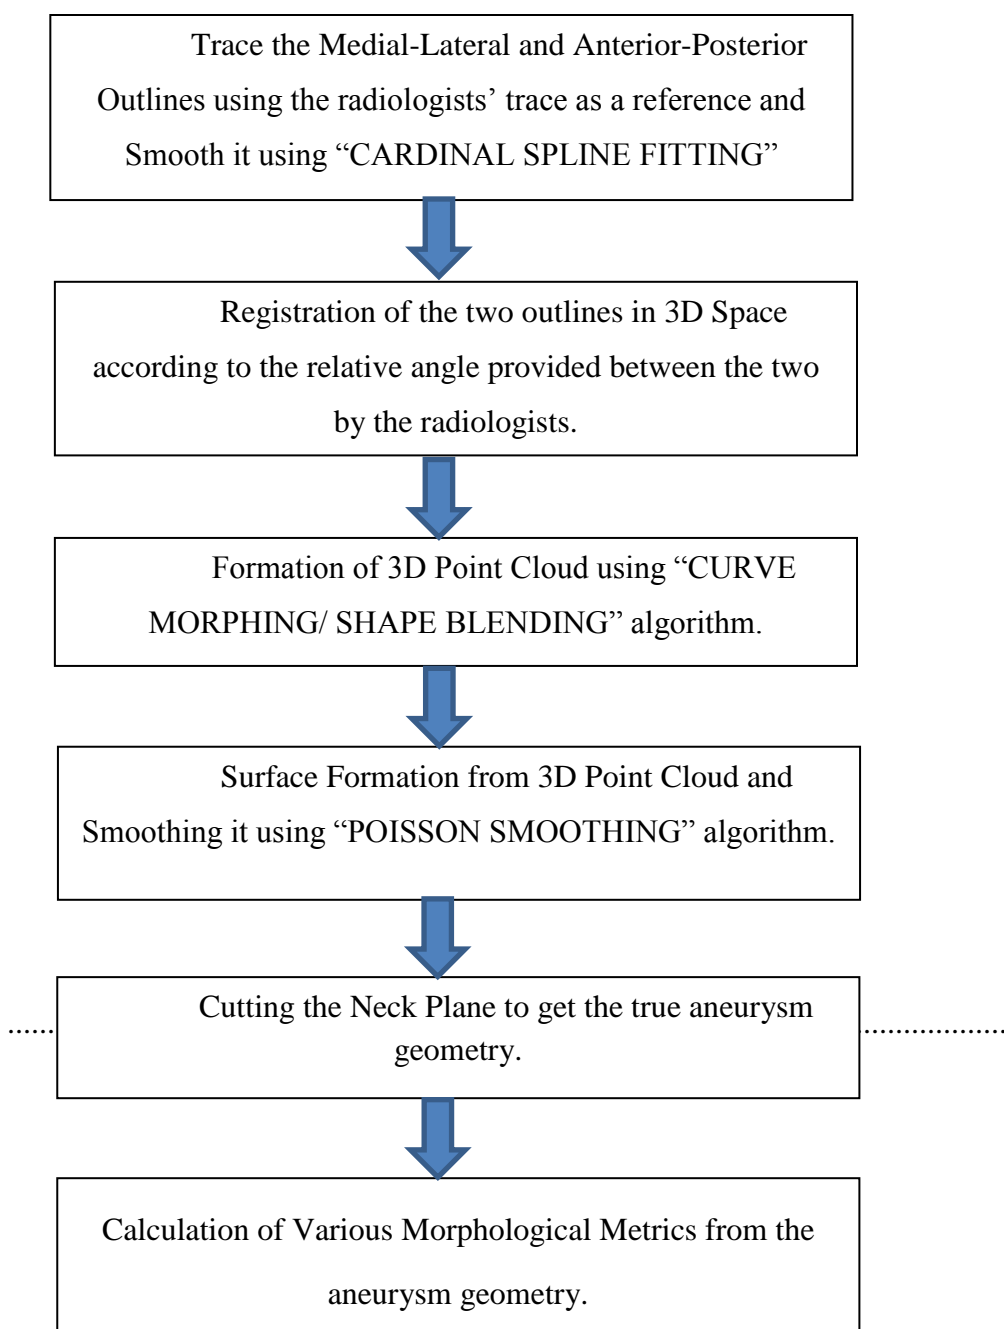 Trace the Medial-Lateral and Anterior-Posterior
Outlines using the radiologists’ trace as a reference and
Smooth it using “CARDINAL SPLINE FITTING”
Registration of the two outlines in 3D Space
according to the relative angle provided between the two
by the radiologists.
Formation of 3D Point Cloud using “CURVE
MORPHING/ SHAPE BLENDING” algorithm.
Surface Formation from 3D Point Cloud and
Smoothing it using “POISSON SMOOTHING” algorithm.
Cutting the Neck Plane to get the true aneurysm
geometry.
Calculation of Various Morphological Metrics from the
aneurysm geometry.